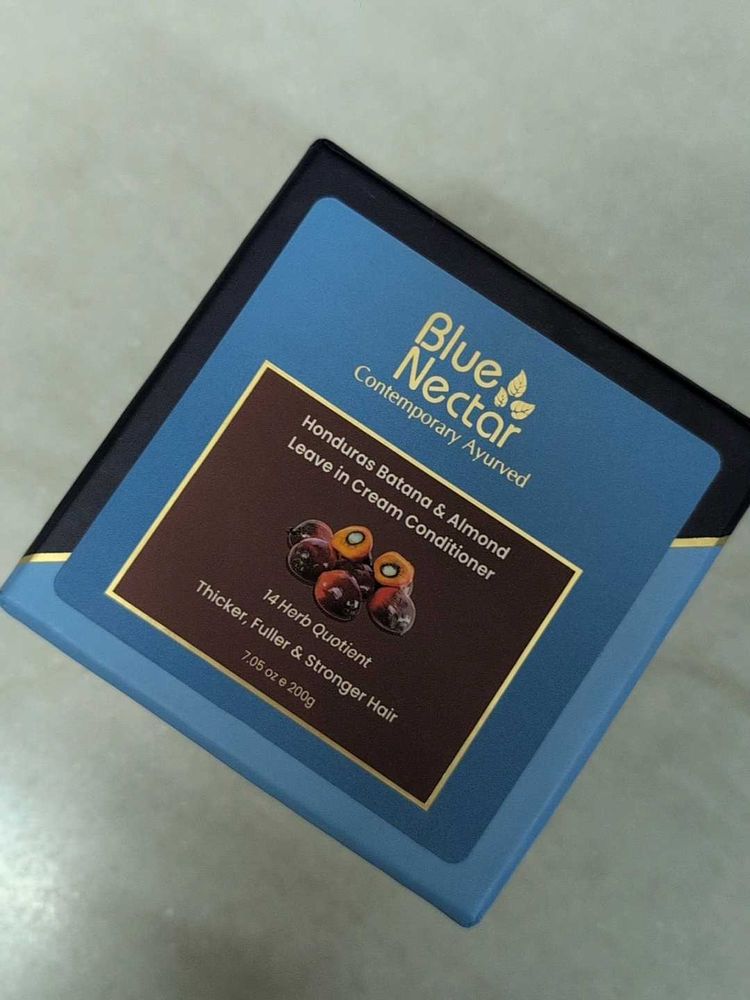 Blue
Nectar
Contemporary Ayurved
Honduras Batana & Almond
Leave in Cream Conditioner
14 Herb Quotient
Thicker, Fuller & Stronger Hair
7.05 oz e 200g